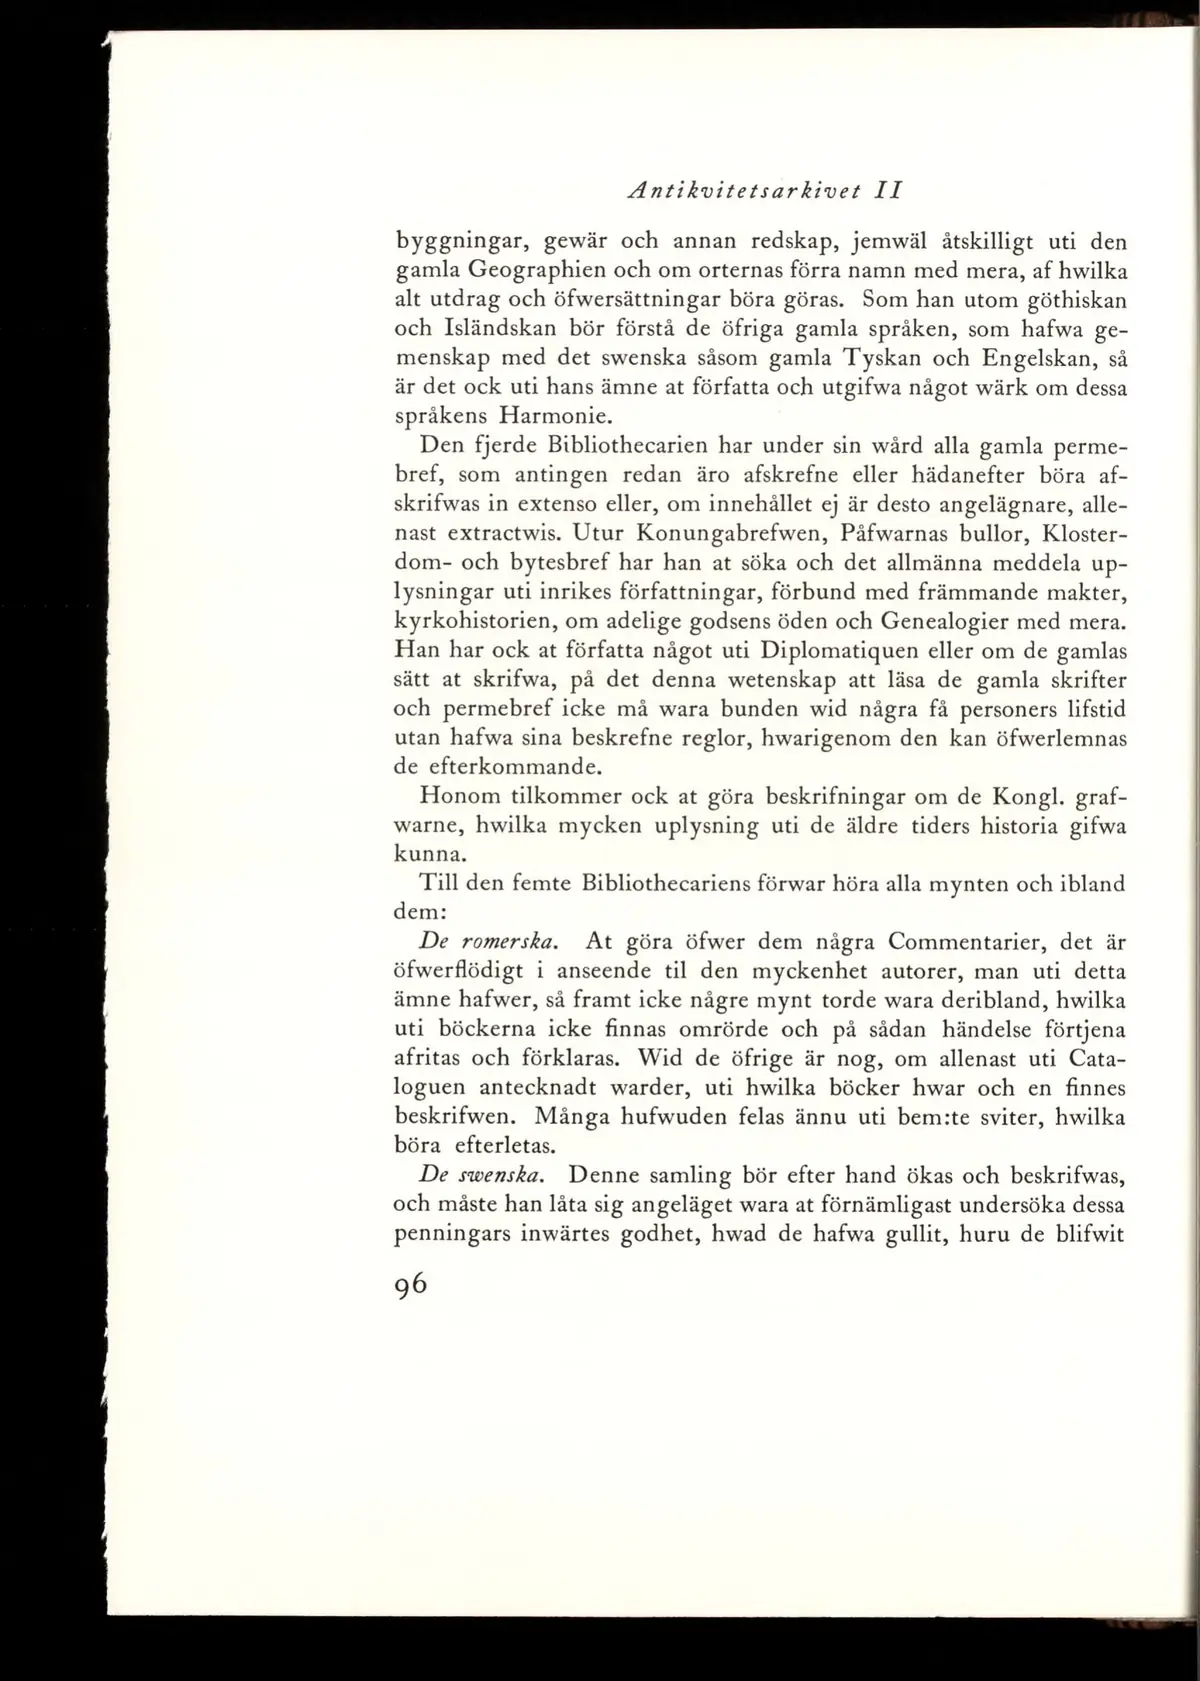 Antikvitetsarkivet II
byggningar, gewär och annan redskap, jemwäl åtskilligt uti den
gamla Geographien och om orternas förra namn med mera, af hwilka
alt utdrag och öfwersättningar böra göras. Som han utom göthiskan
och Isländskan bör förstå de öfriga gamla språken, som hafwa ge-
menskap med det swenska såsom gamla Tyskan och Engelskan, så
är det ock uti hans ämne at författa och utgifwa något wärk om dessa
språkens Harmonie.
Den fjerde Bibliothecarien har under sin wård alla gamla perme-
bref, som antingen redan äro afskrefne eller hädanefter böra af-
skrifwas in extenso eller, om innehållet ej är desto angelägnare, alle-
nast extractwis. Utur Konungabrefwen, Påfwarnas bullor, Kloster-
dom- och bytesbref har han at söka och det allmänna meddela up-
lysningar uti inrikes författningar, förbund med främmande makter,
kyrkohistorien, om adelige godsens öden och Genealogier med mera.
Han har ock at författa något uti Diplomatiquen eller om de gamlas
sätt at skrifwa, på det denna wetenskap att läsa de gamla skrifter
och permebref icke må wara bunden wid några få personers lifstid
utan hafwa sina beskrefne reglor, hwarigenom den kan öfwerlemnas
de efterkommande.
Honom tilkommer ock at göra beskrifningar om de Kongl. graf-
warne, hwilka mycken uplysning uti de äldre tiders historia gifwa
kunna.
Till den femte Bibliothecariens förwar höra alla mynten och ibland
dem:
De romerska. At göra öfwer dem några Commentarier, det är
öfwerflödigt i anseende til den myckenhet autorer, man uti detta
ämne hafwer, så framt icke någre mynt torde wara deribland, hwilka
uti böckerna icke finnas omrörde och på sådan händelse förtjena
afritas och förklaras. Wid de öfrige är nog, om allenast uti Cata-
loguen antecknadt warder, uti hwilka böcker hwar och en finnes
beskrifwen. Många hufwuden felas ännu uti bem:te sviter, hwilka
böra efterletas.
De swenska. Denne samling bör efter hand ökas och beskrifwas,
och måste han låta sig angeläget wara at förnämligast undersöka dessa
penningars inwärtes godhet, hwad de hafwa gullit, huru de blifwit
96